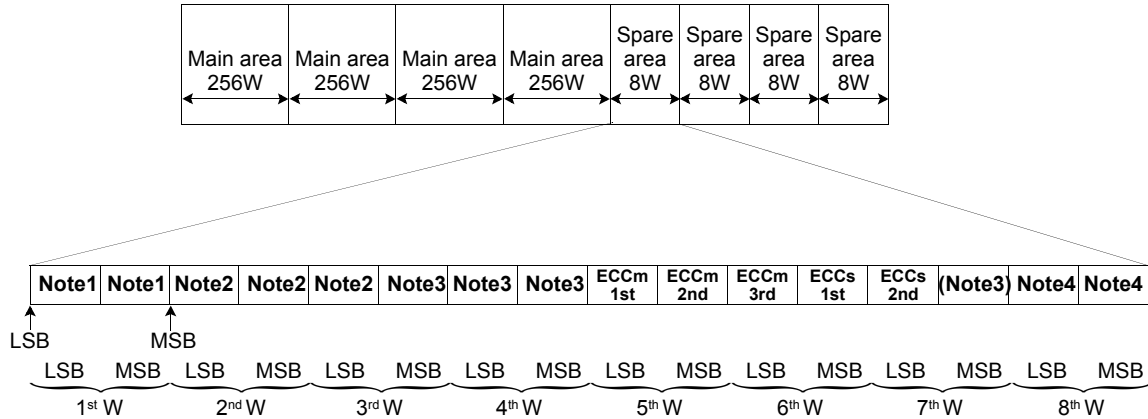 Main area 256W
Main area 256W
Main area 256W
Main area 256W
Spare area 8W
Spare area 8W
Spare area 8W
Spare area 8W
Note1 Note1 Note2 Note2 Note2 Note3 Note3 Note3 ECCm 1st ECCm 2nd ECCm 3rd ECCs 1st ECCs 2nd (Note3) Note4 Note4
LSB MSB
LSB MSB LSB MSB LSB MSB LSB MSB LSB MSB LSB MSB LSB MSB LSB MSB
1st W 2nd W 3rd W 4th W 5th W 6th W 7th W 8th W